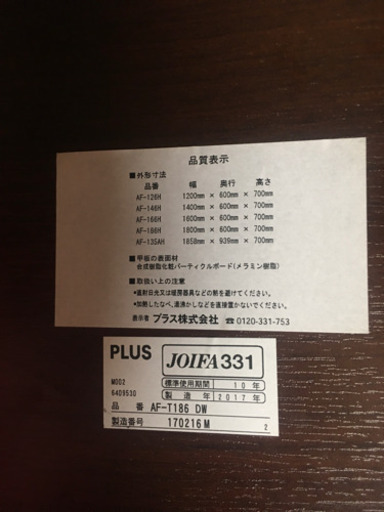 品質表示
■外形寸法
品番 幅 奥行 高さ
AF-126H 1200mm × 600mm × 700mm
AF-146H 1400mm × 600mm × 700mm
AF-166H 1600mm × 600mm × 700mm
AF-186H 1800mm × 600mm × 700mm
AF-135AH 1858mm × 939mm × 700mm
■甲板の表面材
合成樹脂化粧パーティクルボード(メラミン樹脂)
■取扱い上の注意
•直射日光又は暖房器具などの熱を避けてください。
•加熱したなべ、湯沸しなどを直接置かないでください。
表示者 プラス株式会社 ☎0120-331-753
PLUS JOIFA331
M002 標準使用期間 10年
6409530 製造年 2017年
品番 AF-T186 DW
製造番号 170216M 2